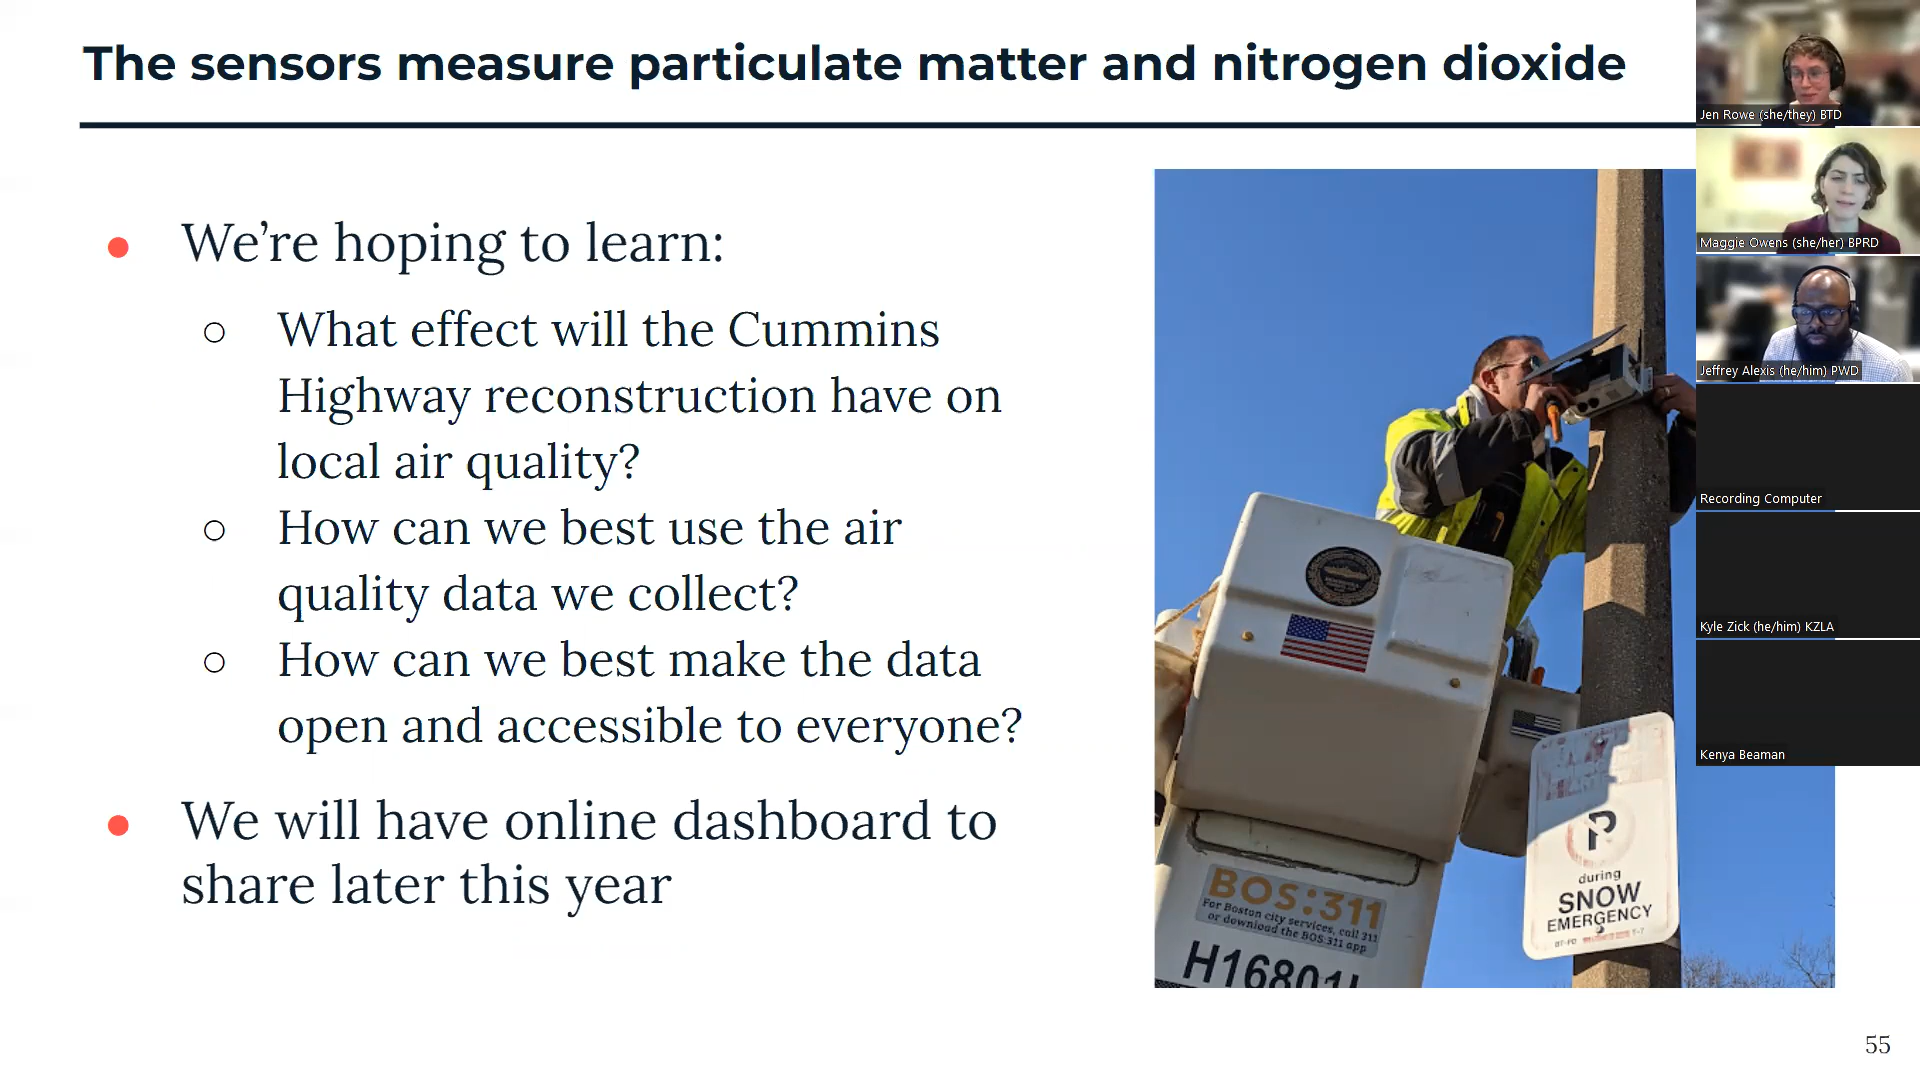 The sensors measure particulate matter and nitrogen dioxide
We’re hoping to learn:
What effect will the Cummins
Highway reconstruction have on
local air quality?
How can we best use the air
quality data we collect?
How can we best make the data
open and accessible to everyone?
We will have online dashboard to
share later this year
BOS:311
For Boston city services, call 311
or download the BOS:311 app
during
SNOW
EMERGENCY
55
Jen Rowe (she/they) BTD
Maggie Owens (she/her) BPRD
Jeffrey Alexis (he/him) PWD
Recording Computer
Kyle Zick (he/him) KZLA
Kenya Beaman